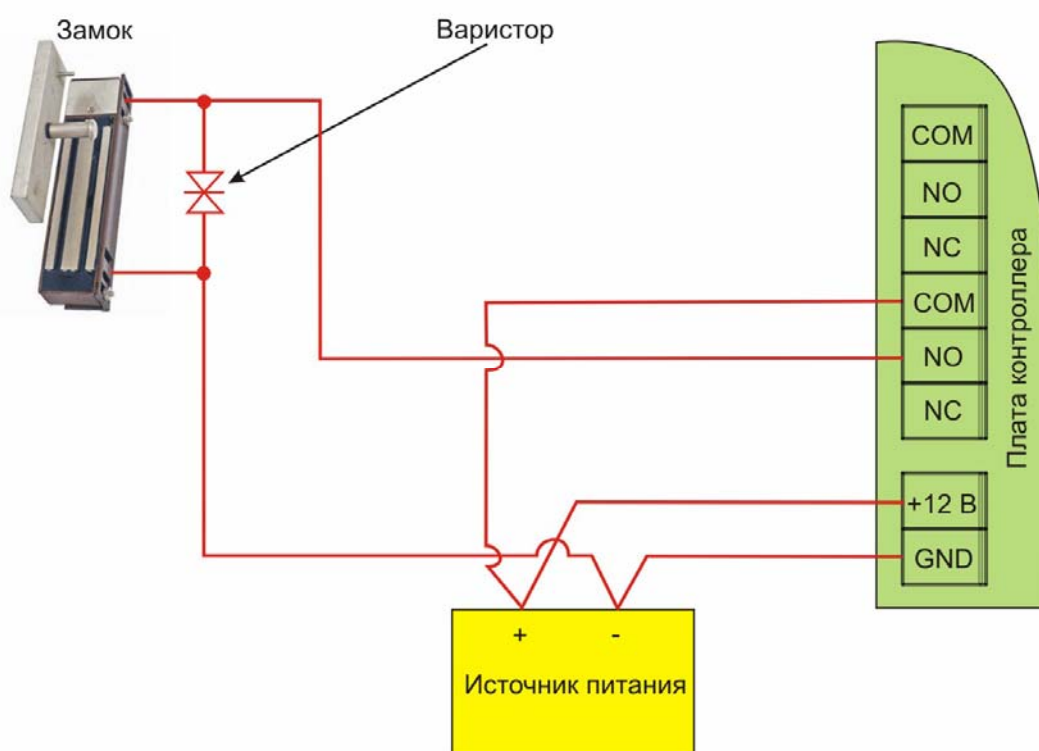 Замок
Варистор
COM
NO
NC
COM
NO
NC
+12 В
GND
Плата контроллера
+ -
Источник питания